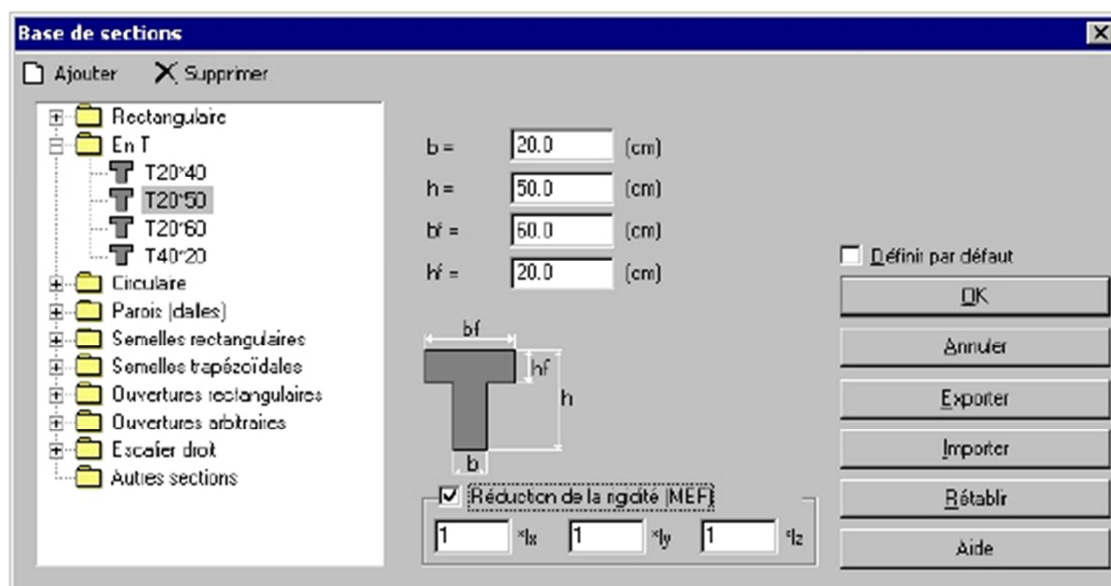 Base de sections
Ajouter Supprimer
Rectangulaire
En T
T20*40
T20*50
T20*60
T40*20
Circulaire
Parois (dalles)
Semelles rectangulaires
Semelles trapézoïdales
Ouvertures rectangulaires
Ouvertures arbitraires
Escalier droit
Autres sections
b = 20.0 (cm)
h = 50.0 (cm)
bf = 60.0 (cm)
hf = 20.0 (cm)
bf
hf
h
b
Réduction de la rigidité (MEF)
1 *Ix 1 *Iy 1 *Iz
Définir par défaut
OK
Annuler
Exporter
Importer
Rétablir
Aide